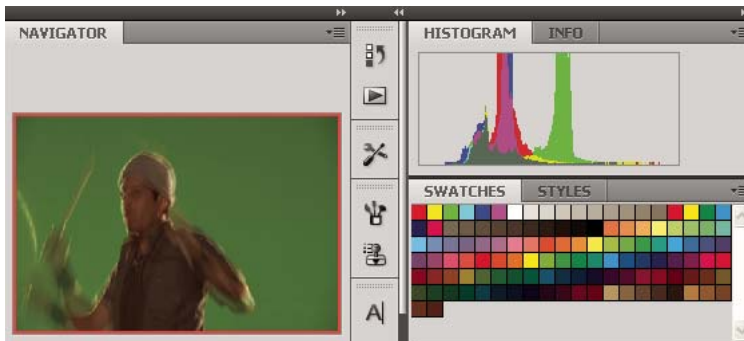 NAVIGATOR
HISTOGRAM
INFO
SWATCHES
STYLES
A